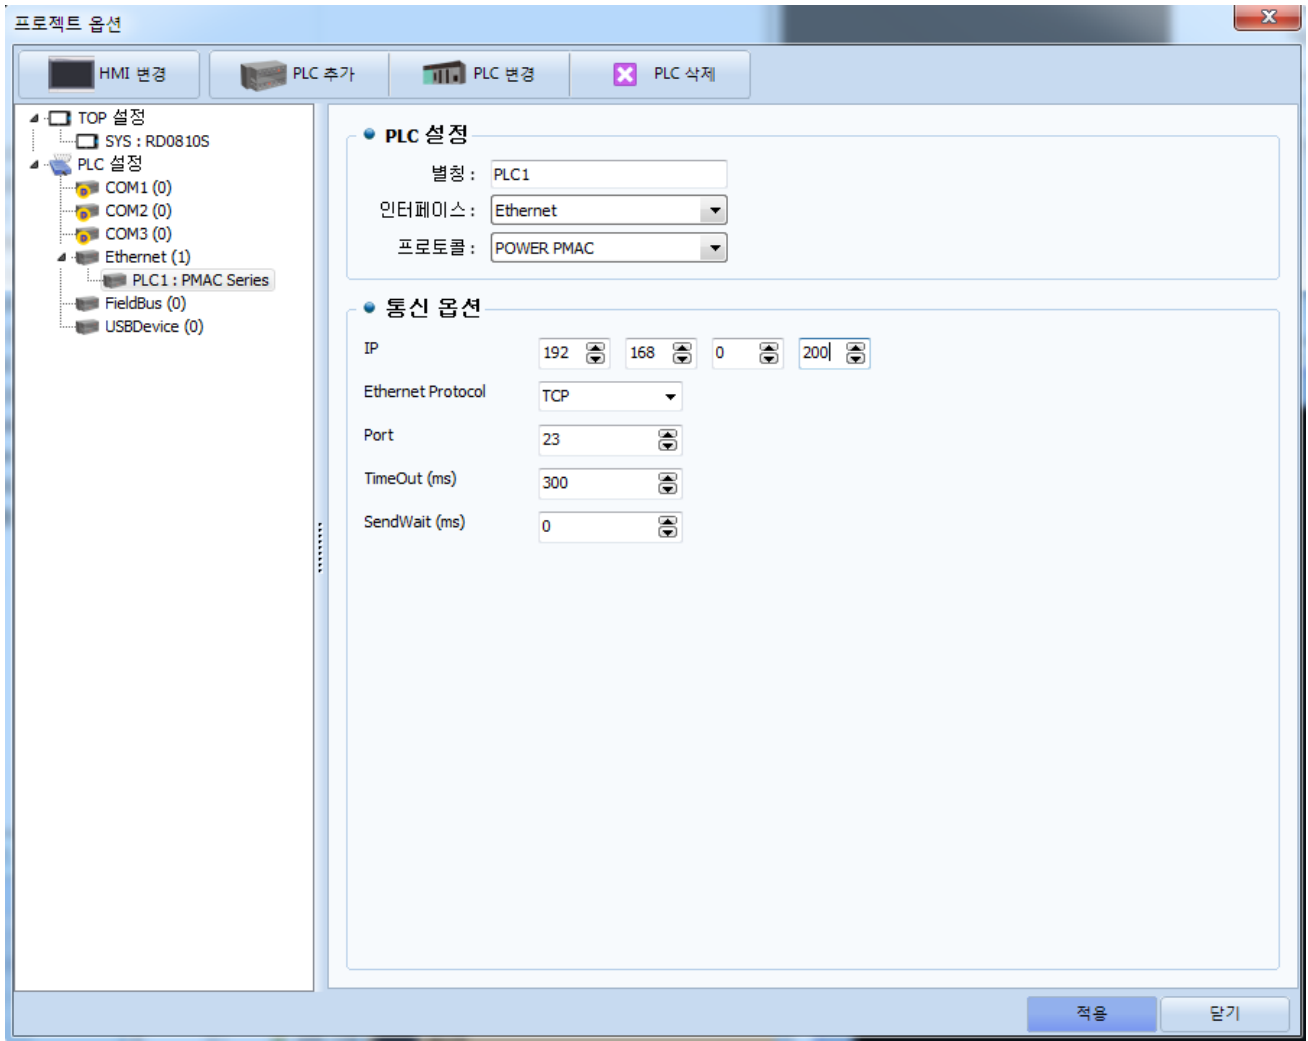 프로젝트 옵션
HMI 변경
PLC 추가
PLC 변경
PLC 삭제
TOP 설정
SYS : RD0810S
PLC 설정
COM1 (0)
COM2 (0)
COM3 (0)
Ethernet (1)
PLC1 : PMAC Series
FieldBus (0)
USBDevice (0)
PLC 설정
별칭 : PLC1
인터페이스 : Ethernet
프로토콜 : POWER PMAC
통신 옵션
IP 192 168 0 200
Ethernet Protocol TCP
Port 23
TimeOut (ms) 300
SendWait (ms) 0
적용
닫기